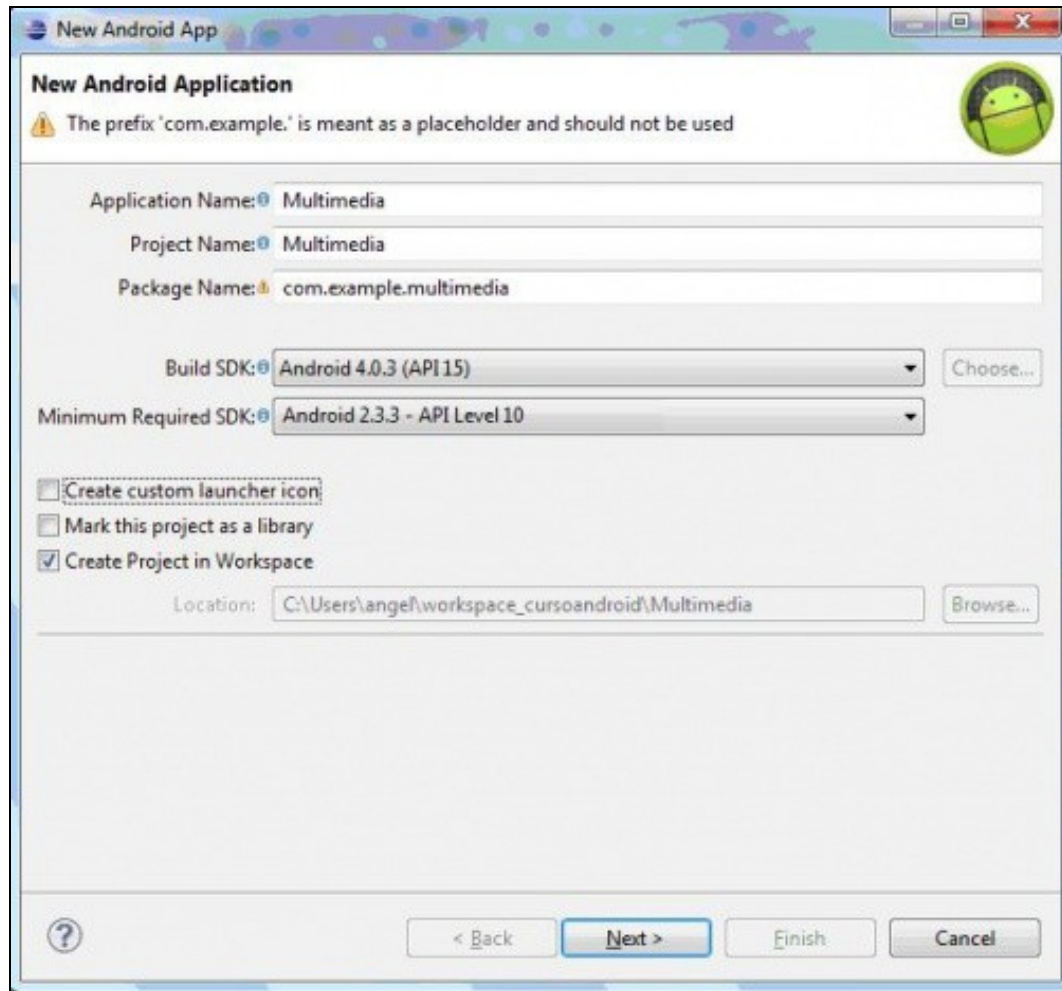 New Android App
New Android Application
The prefix 'com.example.' is meant as a placeholder and should not be used
Application Name: Multimedia
Project Name: Multimedia
Package Name: com.example.multimedia
Build SDK: Android 4.0.3 (API 15) Choose...
Minimum Required SDK: Android 2.3.3 - API Level 10
Create custom launcher icon
Mark this project as a library
Create Project in Workspace
Location: C:\Users\angel\workspace_cursoandroid\Multimedia Browse...
? < Back Next > Finish Cancel